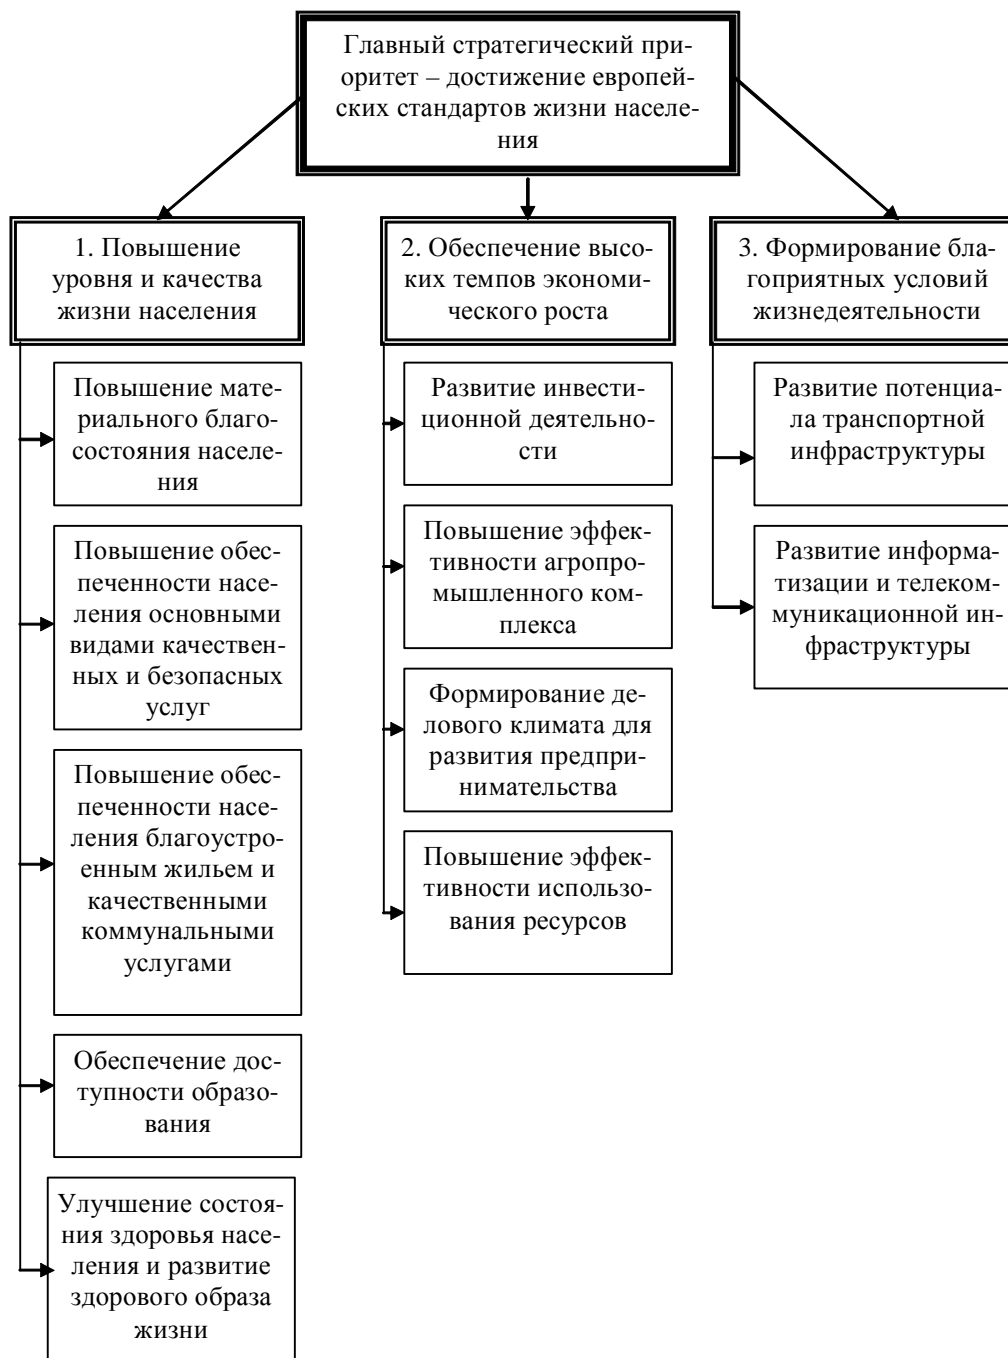 Главный стратегический при-
оритет – достижение европей-
ских стандартов жизни населе-
ния
1. Повышение
уровня и качества
жизни населения
Повышение мате-
риального благо-
состояния населе-
ния
Повышение обес-
печенности насе-
ления основными
видами качествен-
ных и безопасных
услуг
Повышение обес-
печенности насе-
ления благоустро-
енным жильем и
качественными
коммунальными
услугами
Обеспечение дос-
тупности образо-
вания
Улучшение состоя-
ния здоровья насе-
ления и развитие
здорового образа
жизни
2. Обеспечение высо-
ких темпов экономи-
ческого роста
Развитие инвести-
ционной деятельно-
сти
Повышение эффек-
тивности агропро-
мышленного ком-
плекса
Формирование де-
лового климата для
развития предпри-
нимательства
Повышение эффек-
тивности использо-
вания ресурсов
3. Формирование бла-
гоприятных условий
жизнедеятельности
Развитие потенциа-
ла транспортной
инфраструктуры
Развитие информа-
тизации и телеком-
муникационной ин-
фраструктуры